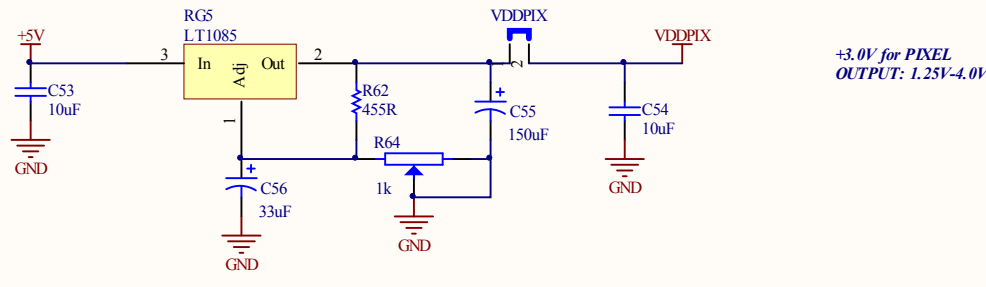 RG5
LT1085
VDDPIX
+5V
VDDPIX
3
In
Adj
Out
2
2
+3.0V for PIXEL
OUTPUT: 1.25V-4.0V
C53
10uF
R62
455R
C55
150uF
C54
10uF
1
R64
1k
C56
33uF
GND
GND
GND
GND